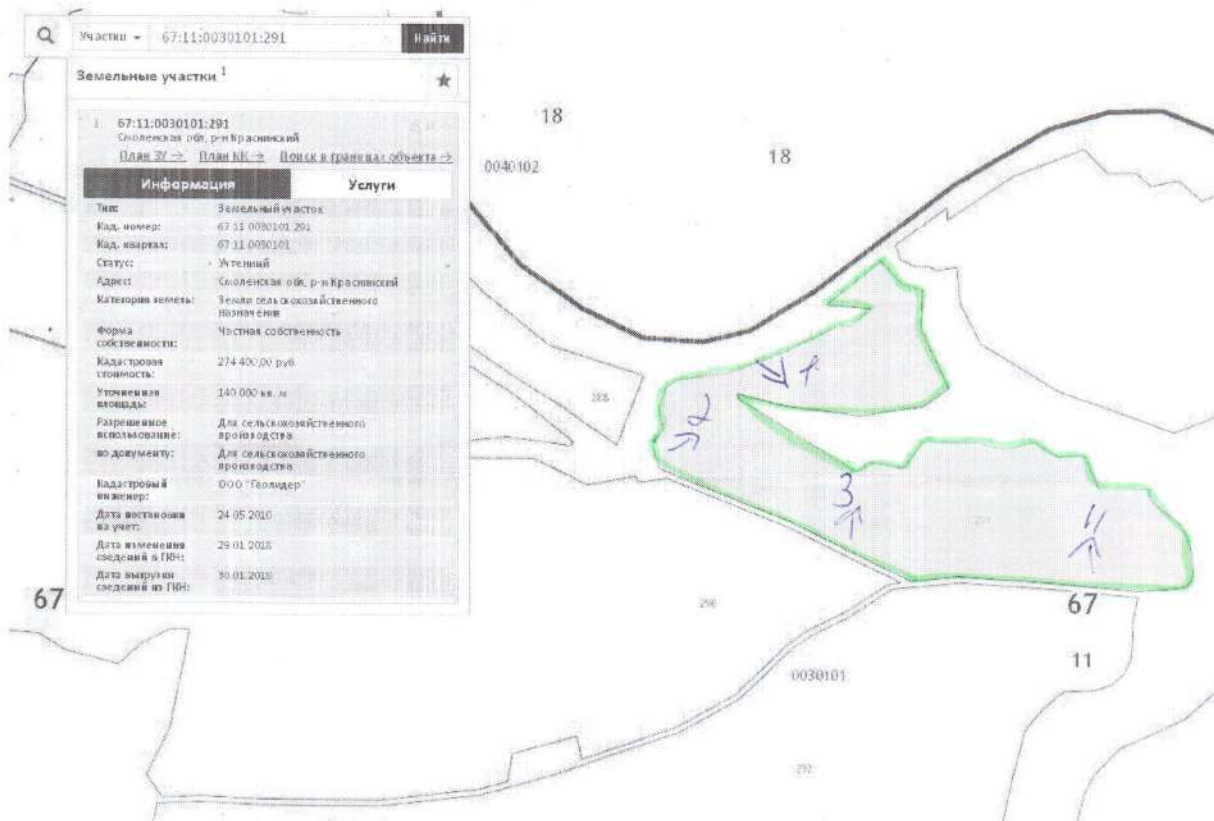 Участки 67:11:0030101:291 Найти
Земельные участки 1
1 67:11:0030101:291
Смоленская обл, р-н Краснинский
План ЗУ → План КК → Поиск в границах объекта →
Информация Услуги
Тип: Земельный участок
Кад. номер: 67:11:0030101:291
Кад. квартал: 67:11:0030101
Статус: Учтенный
Адрес: Смоленская обл, р-н Краснинский
Категория земель: Земли сельскохозяйственного
назначения
Форма Частная собственность
собственности:
Кадастровая 274 400,00 руб.
стоимость:
Уточненная 140 000 кв. м
площадь:
Разрешенное Для сельскохозяйственного
использование: производства
по документу: Для сельскохозяйственного
производства
Кадастровый ООО "Геолидер"
инженер:
Дата постановки 24.05.2010
на учет:
Дата изменения 29.01.2018
сведений в ГКН:
Дата выгрузки 30.01.2018
сведений из ГКН:
18
18
0040102
288
1
2
3
67
290
67
11
0030101
292